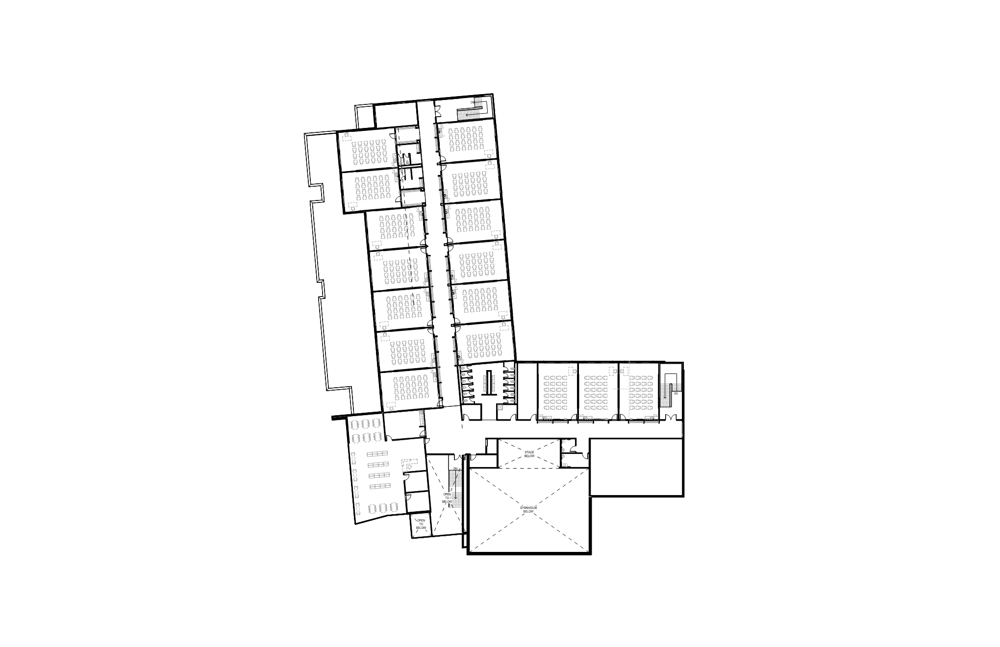 DN
DN
STAGE
BELOW
DN
OPEN
TO
BELOW
GYMNASIUM
BELOW
OPEN
TO
BELOW